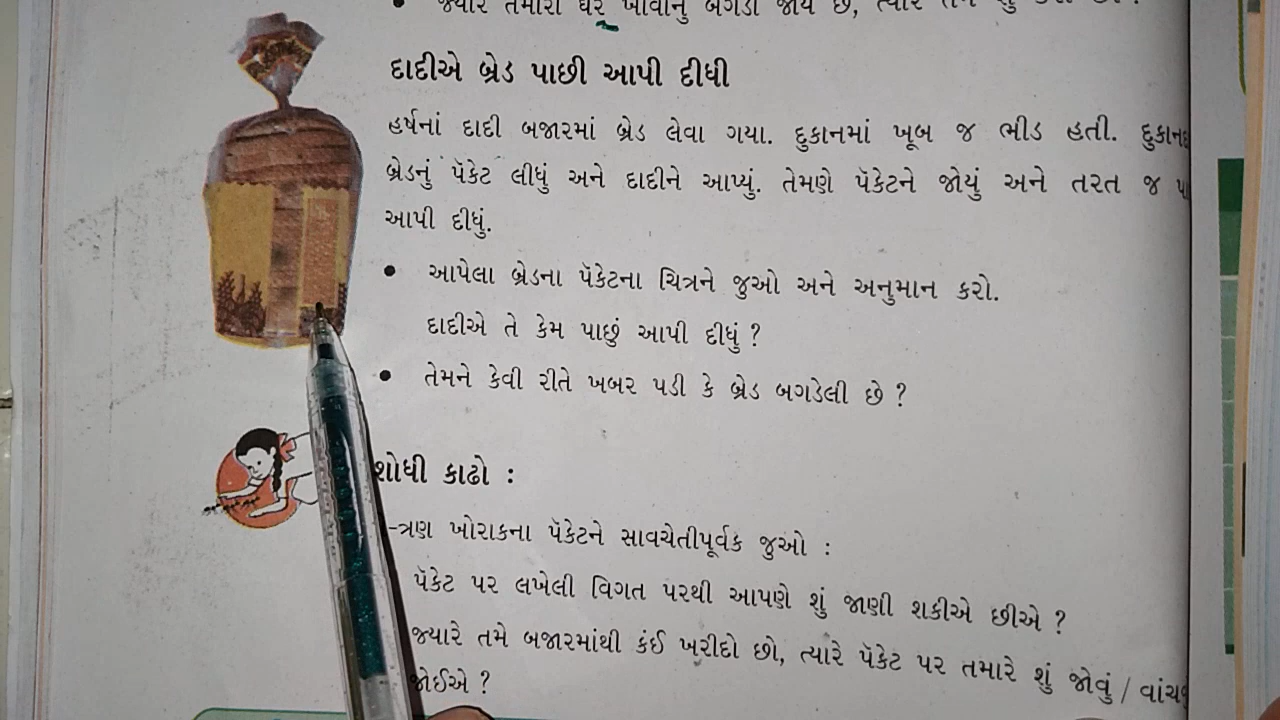 દાદીએ બ્રેડ પાછી આપી દીધી
હર્ષનાં દાદી બજારમાં બ્રેડ લેવા ગયા. દુકાનમાં ખૂબ જ ભીડ હતી.
બ્રેડનું પૅકેટ લીધું અને દાદીને આપ્યું. તેમણે પૅકેટને જોયું અને તરત જ
આપી દીધું.
• આપેલા બ્રેડના પૅકેટના ચિત્રને જુઓ અને અનુમાન કરો.
દાદીએ તે કેમ પાછું આપી દીધું ?
• તેમને કેવી રીતે ખબર પડી કે બ્રેડ બગડેલી છે ?
શોધી કાઢો :
-ત્રણ ખોરાકના પૅકેટને સાવચેતીપૂર્વક જુઓ :
પૅકેટ પર લખેલી વિગત પરથી આપણે શું જાણી શકીએ છીએ ?
જ્યારે તમે બજારમાંથી કંઈ ખરીદો છો, ત્યારે પૅકેટ પર તમારે શું જોવું /
જોઈએ ?